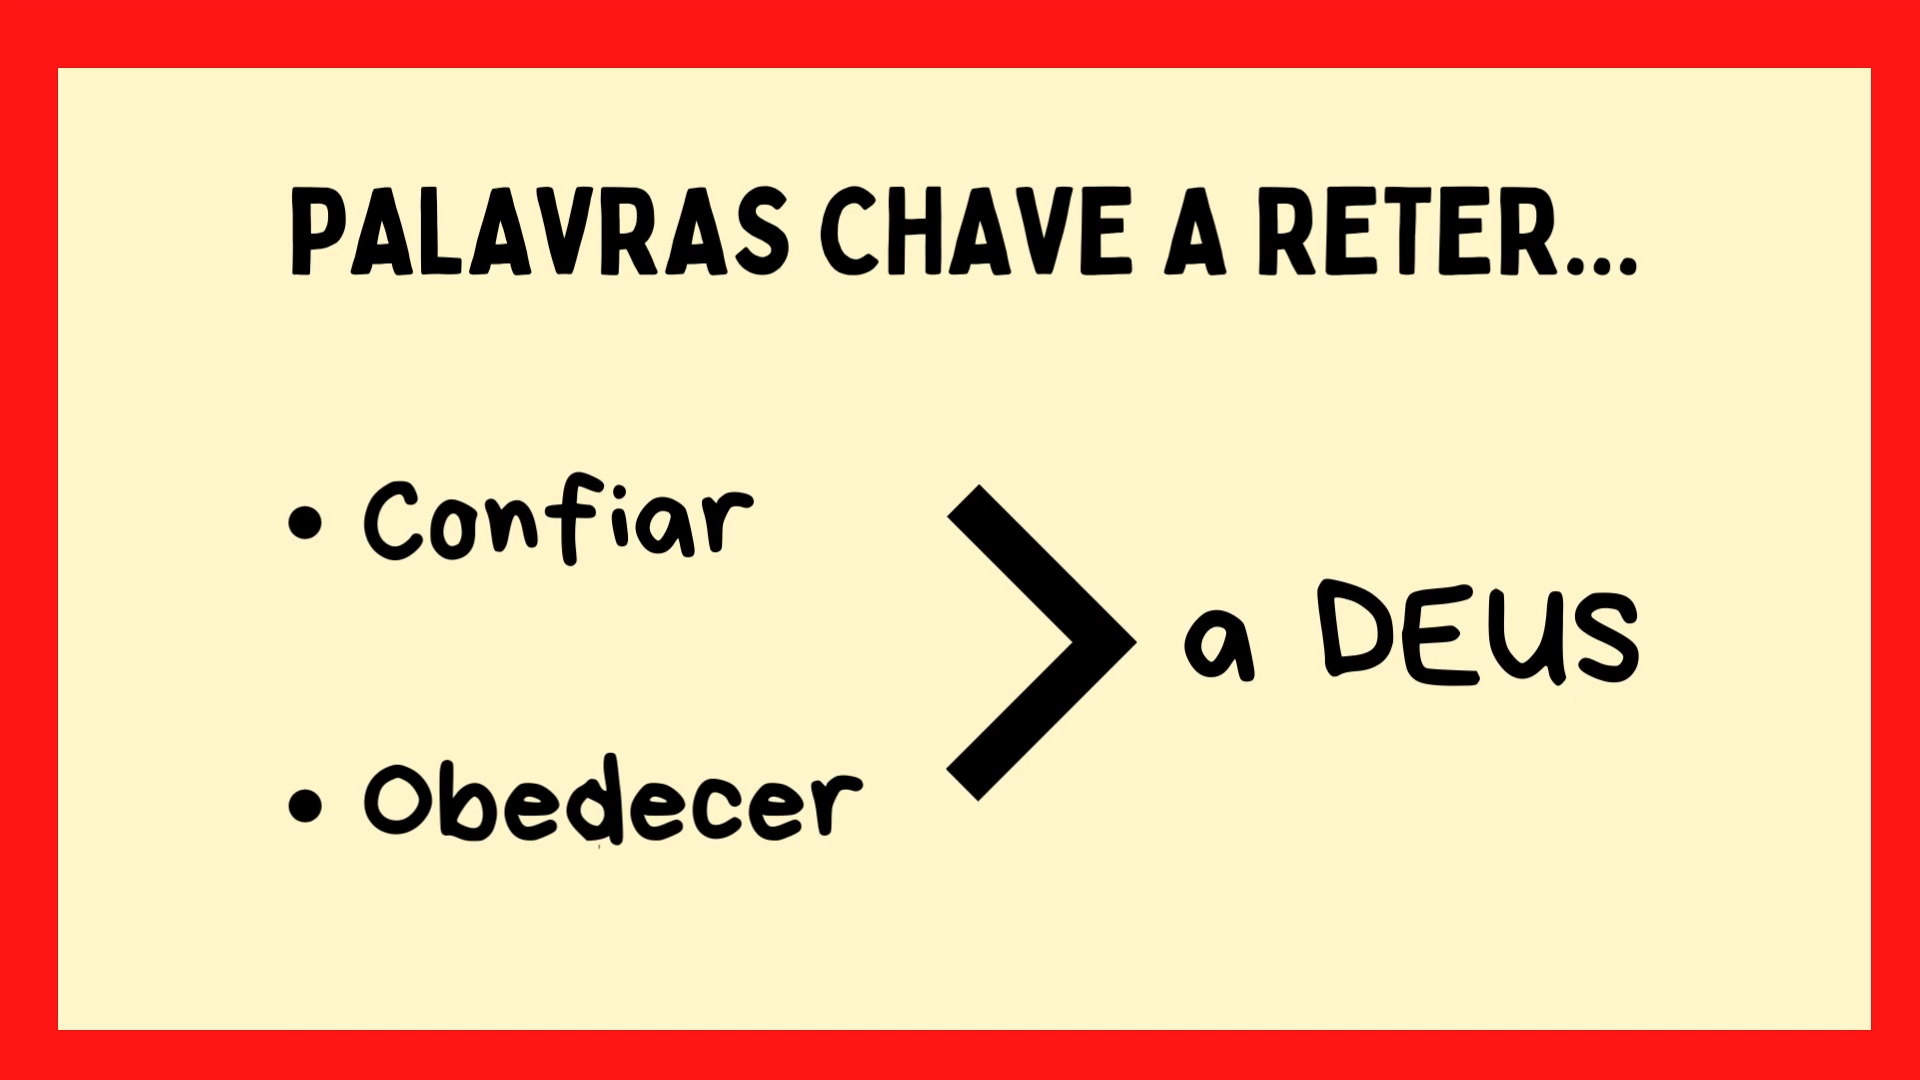 PALAVRAS CHAVE A RETER...
• Confiar
• Obedecer
a DEUS